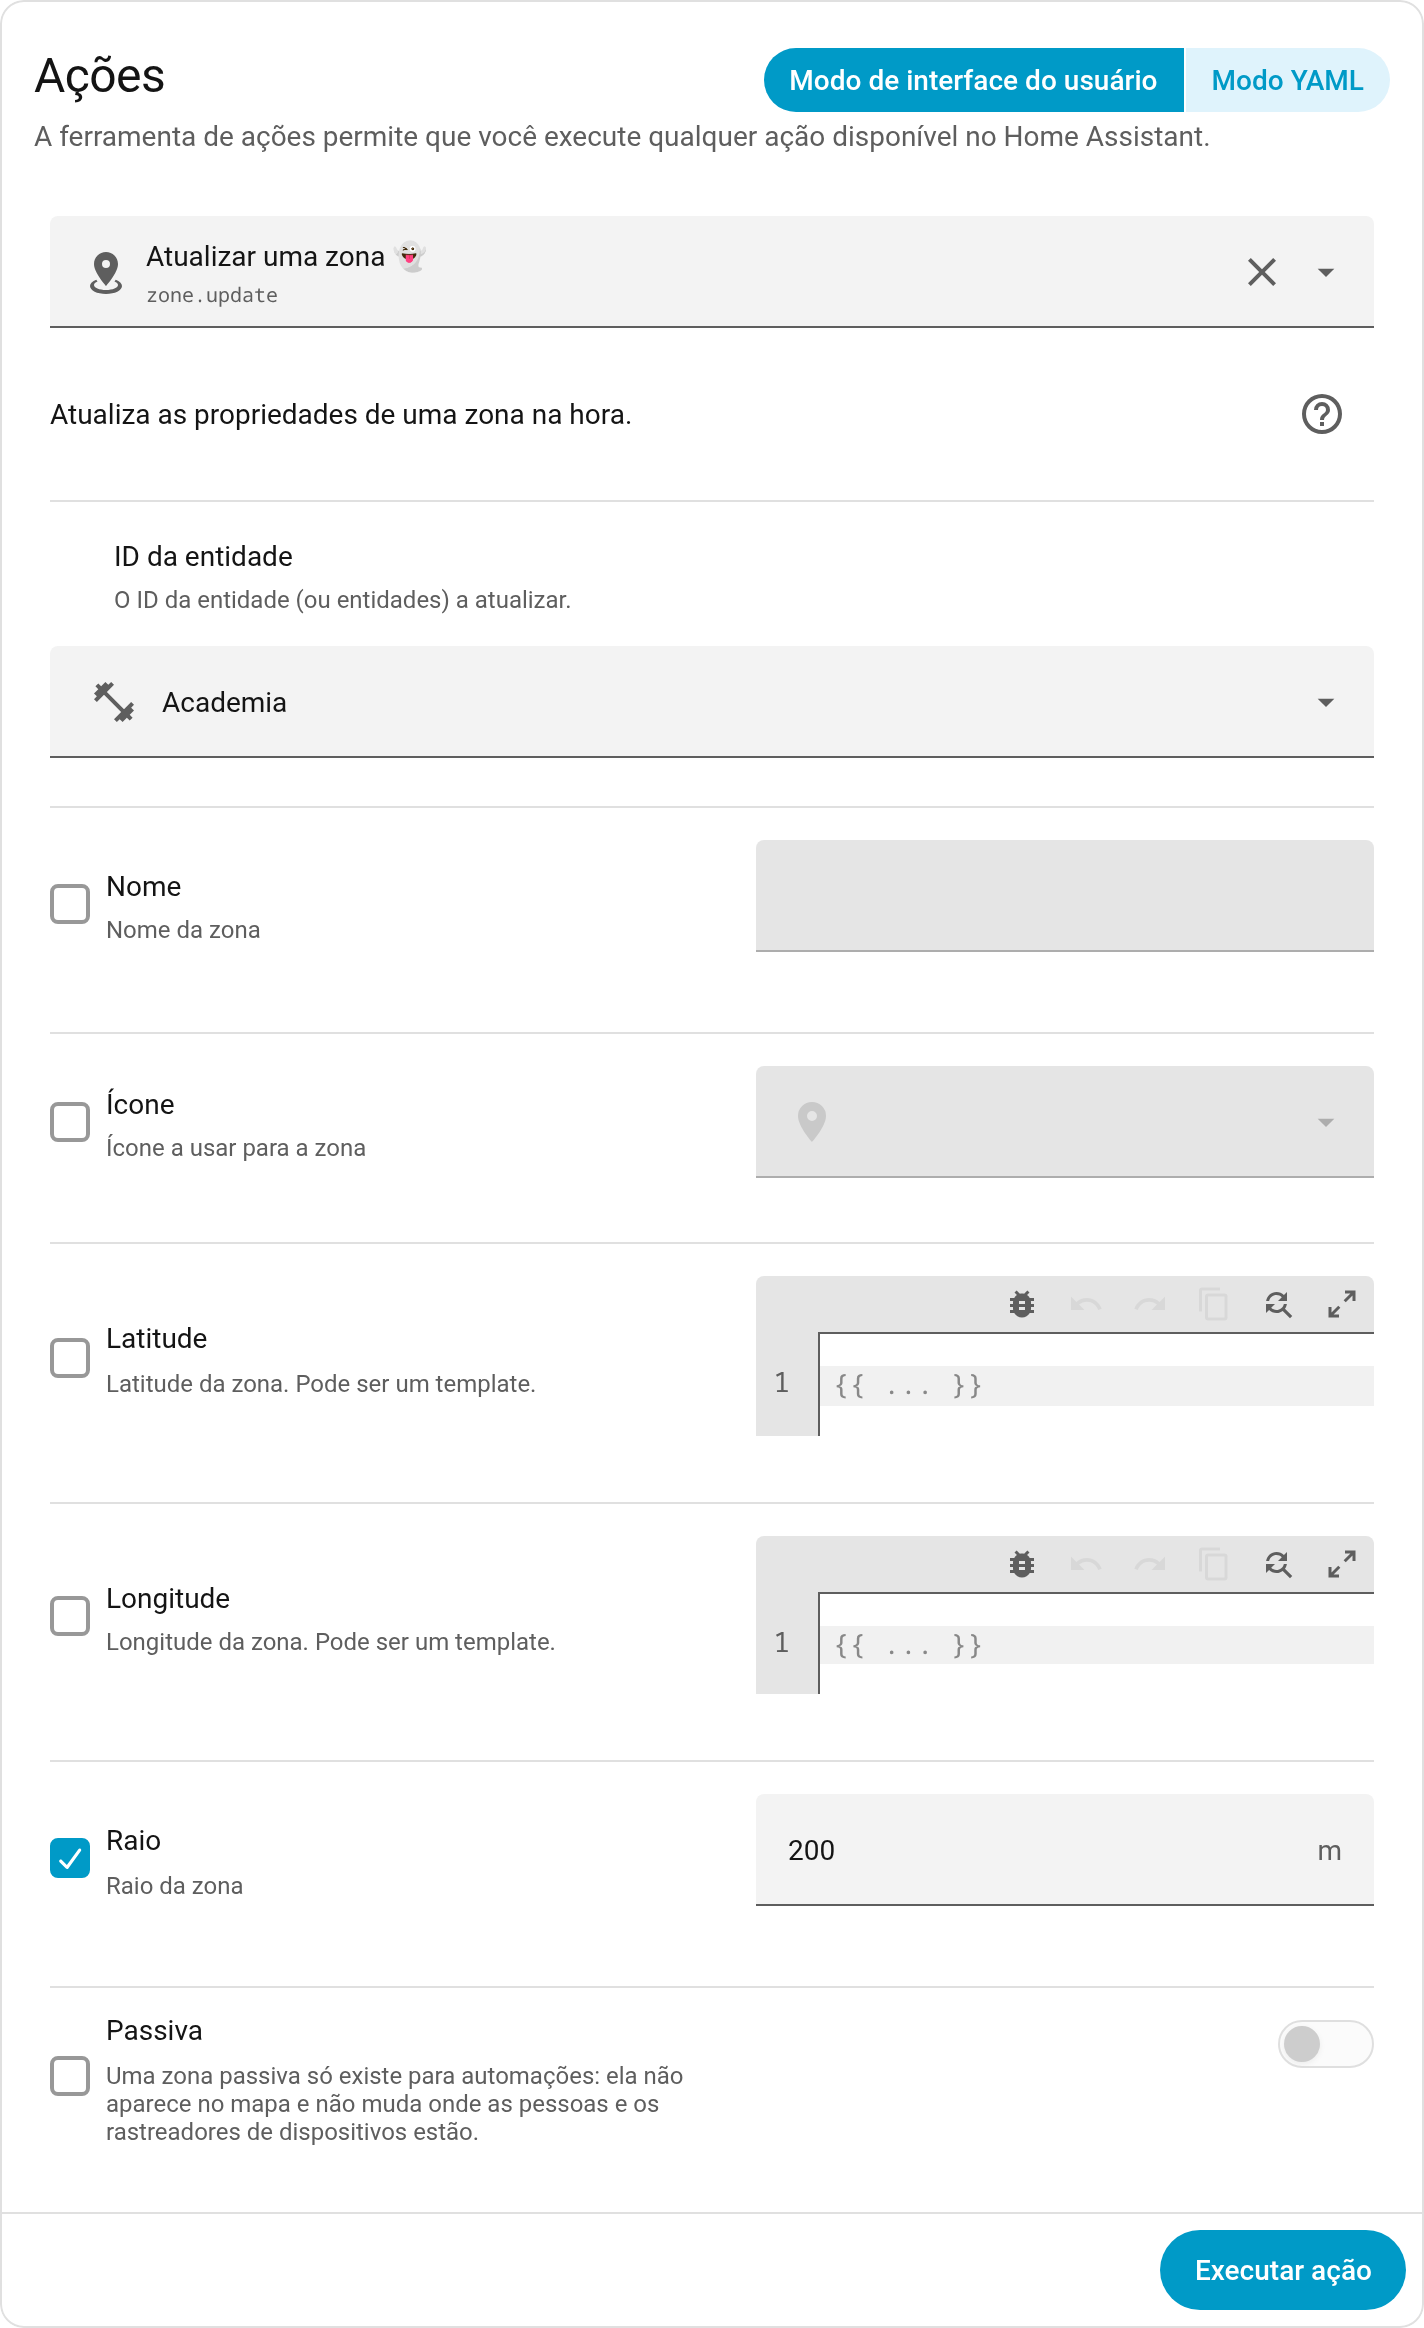 Ações
Modo de interface do usuário
Modo YAML
A ferramenta de ações permite que você execute qualquer ação disponível no Home Assistant.
Atualizar uma zona 👻
zone.update
Atualiza as propriedades de uma zona na hora.
ID da entidade
O ID da entidade (ou entidades) a atualizar.
Academia
Nome
Nome da zona
Ícone
Ícone a usar para a zona
Latitude
Latitude da zona. Pode ser um template.
1
{{ ... }}
Longitude
Longitude da zona. Pode ser um template.
1
{{ ... }}
Raio
Raio da zona
200
m
Passiva
Uma zona passiva só existe para automações: ela não
aparece no mapa e não muda onde as pessoas e os
rastreadores de dispositivos estão.
Executar ação